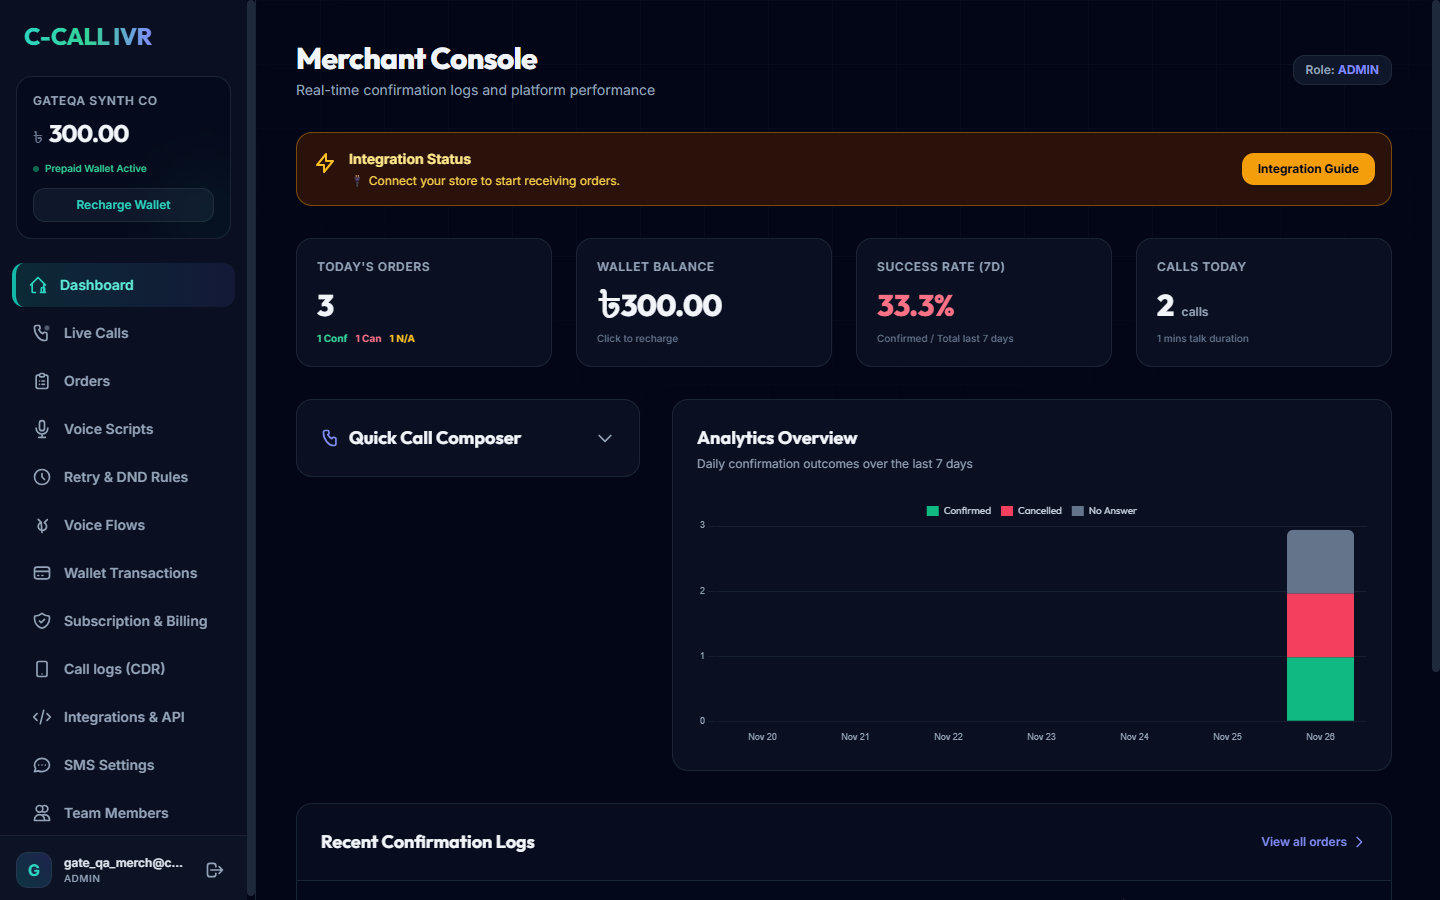 C-CALL IVR
GATEQA SYNTH CO
৳ 300.00
Prepaid Wallet Active
Recharge Wallet
Dashboard
Live Calls
Orders
Voice Scripts
Retry & DND Rules
Voice Flows
Wallet Transactions
Subscription & Billing
Call logs (CDR)
Integrations & API
SMS Settings
Team Members
G
gate_qa_merch@c...
ADMIN
Merchant Console
Real-time confirmation logs and platform performance
Role: ADMIN
Integration Status
Connect your store to start receiving orders.
Integration Guide
TODAY'S ORDERS
3
1 Conf 1 Can 1 N/A
WALLET BALANCE
৳300.00
Click to recharge
SUCCESS RATE (7D)
33.3%
Confirmed / Total last 7 days
CALLS TODAY
2 calls
1 mins talk duration
Quick Call Composer
Analytics Overview
Daily confirmation outcomes over the last 7 days
Confirmed Cancelled No Answer
3
2
1
0
Nov 20 Nov 21 Nov 22 Nov 23 Nov 24 Nov 25 Nov 26
Recent Confirmation Logs
View all orders